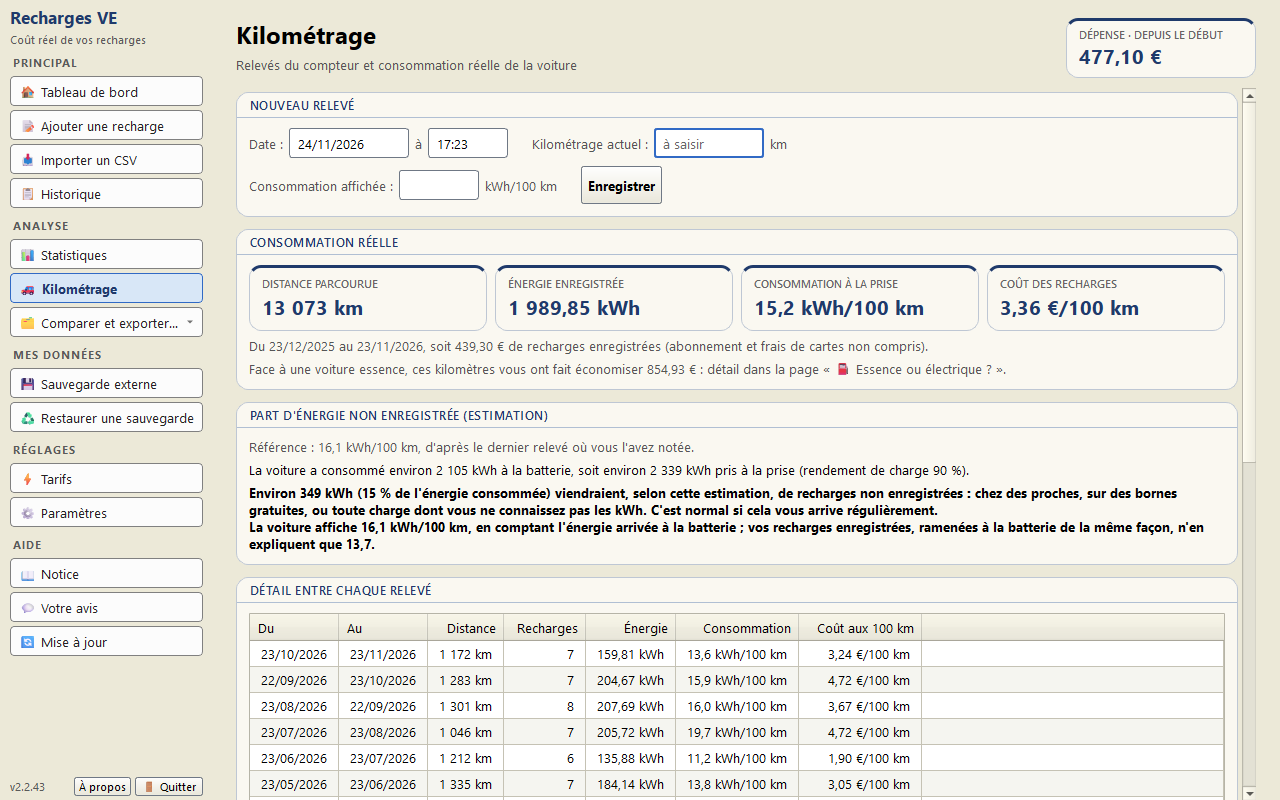 Recharges VE
Coût réel de vos recharges
PRINCIPAL
Tableau de bord
Ajouter une recharge
Importer un CSV
Historique
ANALYSE
Statistiques
Kilométrage
Comparer et exporter...
MES DONNÉES
Sauvegarde externe
Restaurer une sauvegarde
RÉGLAGES
Tarifs
Paramètres
AIDE
Notice
Votre avis
Mise à jour
v2.2.43
À propos
Quitter
Kilométrage
Relevés du compteur et consommation réelle de la voiture
DÉPENSE · DEPUIS LE DÉBUT
477,10 €
NOUVEAU RELEVÉ
Date : 24/11/2026 à 17:23 Kilométrage actuel : à saisir km
Consommation affichée : kWh/100 km Enregistrer
CONSOMMATION RÉELLE
DISTANCE PARCOURUE
13 073 km
ÉNERGIE ENREGISTRÉE
1 989,85 kWh
CONSOMMATION À LA PRISE
15,2 kWh/100 km
COÛT DES RECHARGES
3,36 €/100 km
Du 23/12/2025 au 23/11/2026, soit 439,30 € de recharges enregistrées (abonnement et frais de cartes non compris).
Face à une voiture essence, ces kilomètres vous ont fait économiser 854,93 € : détail dans la page « Essence ou électrique ? ».
PART D'ÉNERGIE NON ENREGISTRÉE (ESTIMATION)
Référence : 16,1 kWh/100 km, d'après le dernier relevé où vous l'avez notée.
La voiture a consommé environ 2 105 kWh à la batterie, soit environ 2 339 kWh pris à la prise (rendement de charge 90 %).
Environ 349 kWh (15 % de l'énergie consommée) viendraient, selon cette estimation, de recharges non enregistrées : chez des proches, sur des bornes
gratuites, ou toute charge dont vous ne connaissez pas les kWh. C'est normal si cela vous arrive régulièrement.
La voiture affiche 16,1 kWh/100 km, en comptant l'énergie arrivée à la batterie ; vos recharges enregistrées, ramenées à la batterie de la même façon, n'en
expliquent que 13,7.
DÉTAIL ENTRE CHAQUE RELEVÉ
Du Au Distance Recharges Énergie Consommation Coût aux 100 km
23/10/2026 23/11/2026 1 172 km 7 159,81 kWh 13,6 kWh/100 km 3,24 €/100 km
22/09/2026 23/10/2026 1 283 km 7 204,67 kWh 15,9 kWh/100 km 4,72 €/100 km
23/08/2026 22/09/2026 1 301 km 8 207,69 kWh 16,0 kWh/100 km 3,67 €/100 km
23/07/2026 23/08/2026 1 046 km 7 205,72 kWh 19,7 kWh/100 km 4,72 €/100 km
23/06/2026 23/07/2026 1 212 km 6 135,88 kWh 11,2 kWh/100 km 1,90 €/100 km
23/05/2026 23/06/2026 1 335 km 7 184,14 kWh 13,8 kWh/100 km 3,05 €/100 km